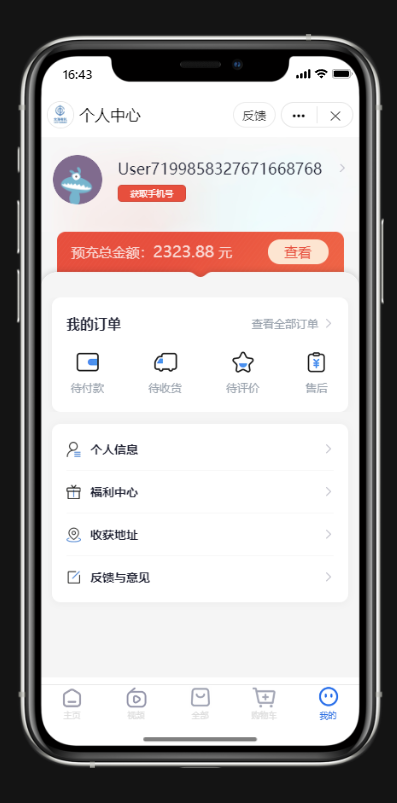 16:43
个人中心
反馈
User7199858327671668768
获取手机号
预充总金额：2323.88 元
查看
我的订单
查看全部订单
待付款
待收货
待评价
售后
个人信息
福利中心
收获地址
反馈与意见
主页
全部
购物车
我的